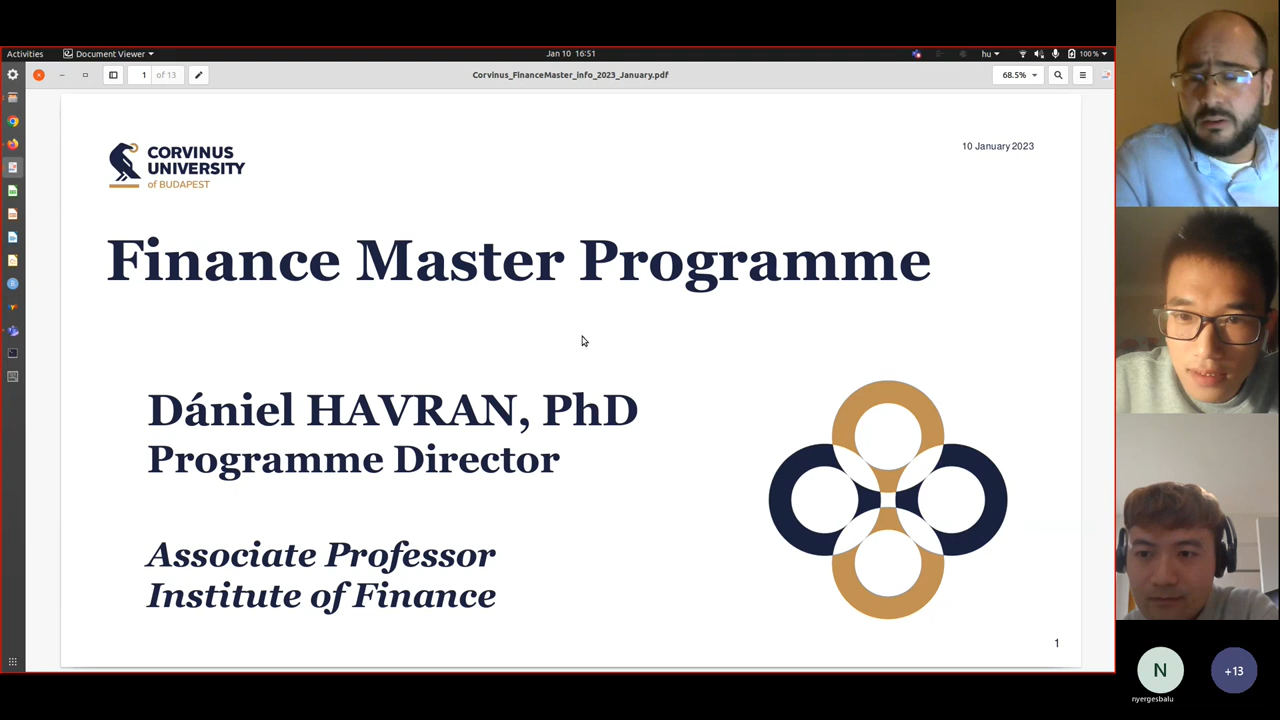 Activities
Document Viewer
Jan 10 16:51
hu
100 %
1 of 13
Corvinus_FinanceMaster_info_2023_January.pdf
68.5%
CORVINUS
UNIVERSITY
of BUDAPEST
10 January 2023
Finance Master Programme
Dániel HAVRAN, PhD
Programme Director
Associate Professor
Institute of Finance
1
N
nyergesbalu
+13